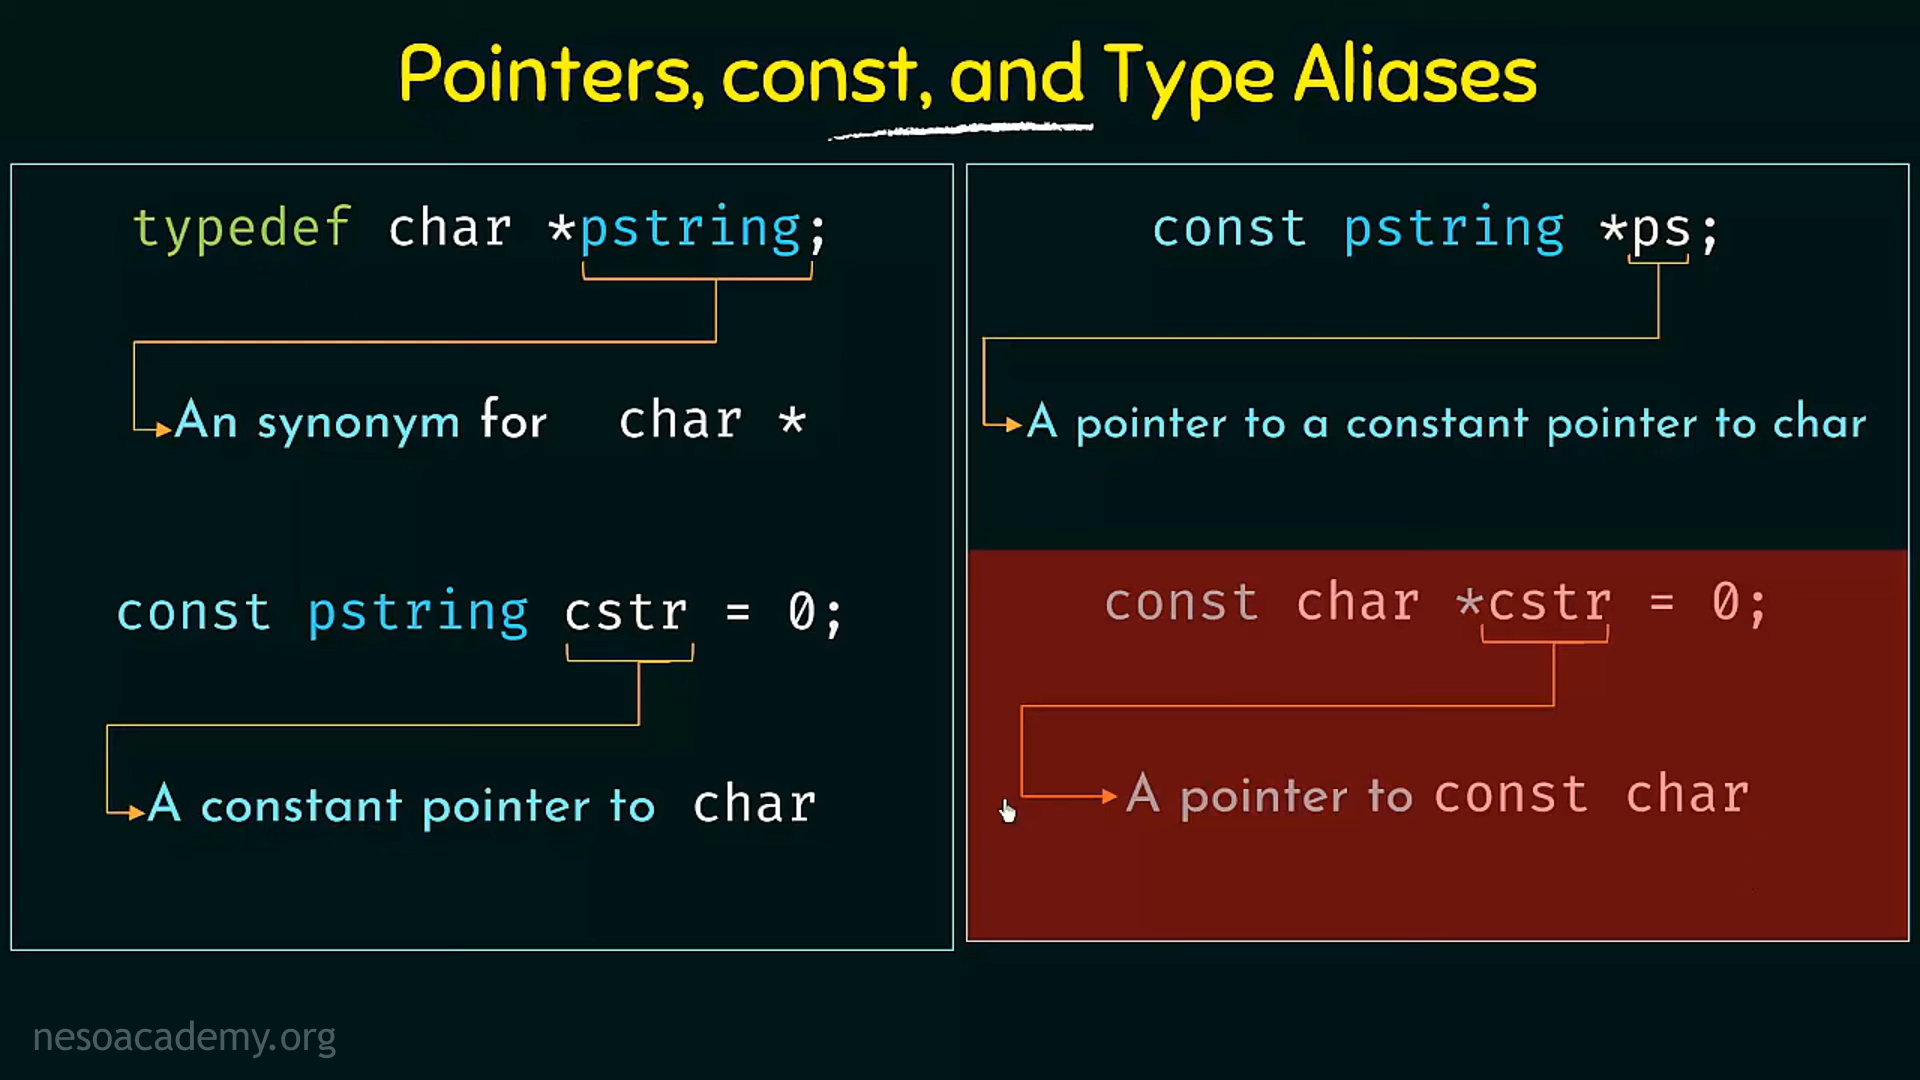 Pointers, const, and Type Aliases
typedef char *pstring;
An synonym for char *
const pstring cstr = 0;
A constant pointer to char
const pstring *ps;
A pointer to a constant pointer to char
const char *cstr = 0;
A pointer to const char
nesoacademy.org